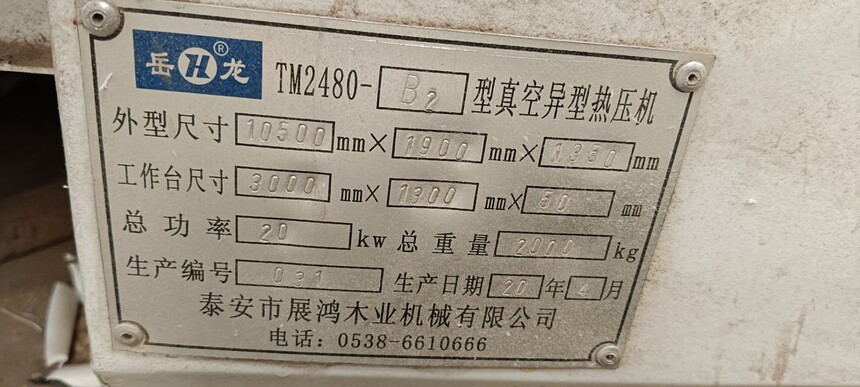 岳 H® 龙 TM2480-B2型真空异型热压机
外型尺寸10500mm×1900mm×1350mm
工作台尺寸3000mm×1300mm×50mm
总功率20kw总重量2000kg
生产编号031生产日期20年4月
泰安市展鸿木业机械有限公司
电话：0538-6610666